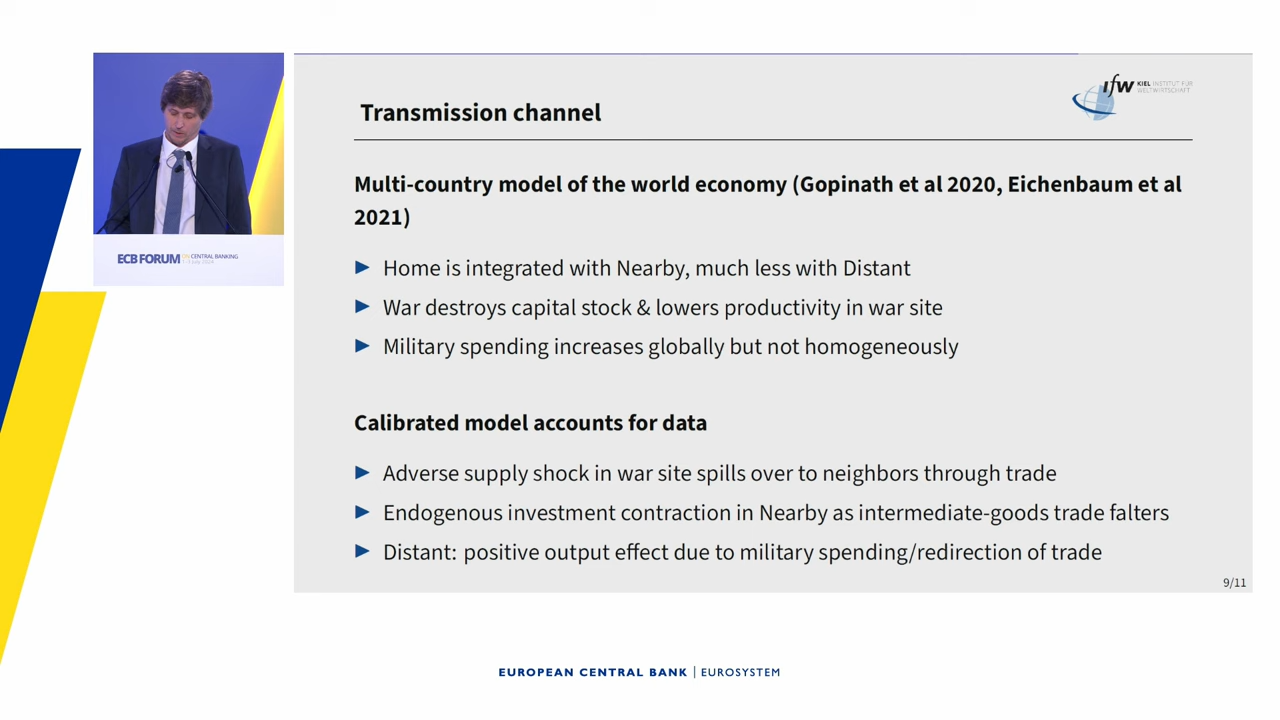 ifW KIEL INSTITUT FÜR
WELTWIRTSCHAFT
Transmission channel
Multi-country model of the world economy (Gopinath et al 2020, Eichenbaum et al
2021)
Home is integrated with Nearby, much less with Distant
War destroys capital stock & lowers productivity in war site
Military spending increases globally but not homogeneously
Calibrated model accounts for data
Adverse supply shock in war site spills over to neighbors through trade
Endogenous investment contraction in Nearby as intermediate-goods trade falters
Distant: positive output effect due to military spending/redirection of trade
9/11
ECB FORUM ON CENTRAL BANKING
EUROPEAN CENTRAL BANK | EUROSYSTEM